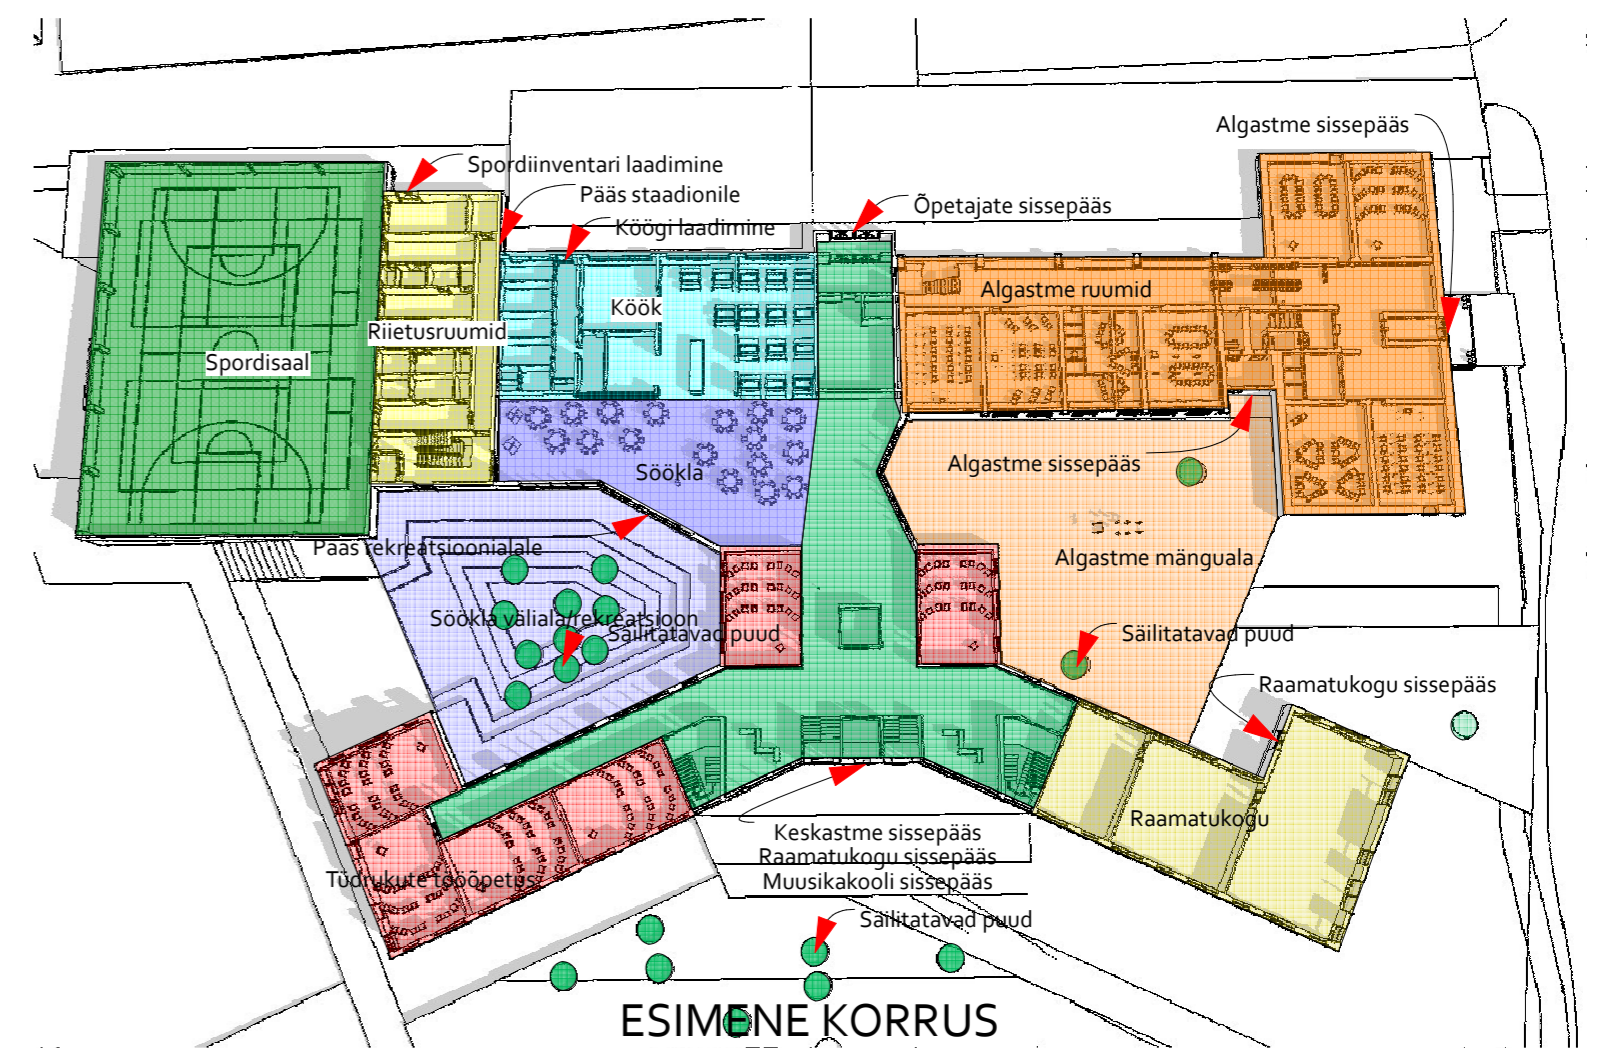 Algastme sissepääs
Spordiinventari laadimine
Pääs staadionile
Õpetajate sissepääs
Köögi laadimine
Algastme ruumid
Köök
Riietusruumid
Spordisaal
Algastme sissepääs
Söökla
Pääs rekreatsioonialale
Algastme mänguala
Söökla väliala/rekreatsioon
Säilitatavad puud
Säilitatavad puud
Raamatukogu sissepääs
Raamatukogu
Keskastme sissepääs
Raamatukogu sissepääs
Muusikakooli sissepääs
Tüdrukute tööõpetus
Säilitatavad puud
ESIMENE KORRUS